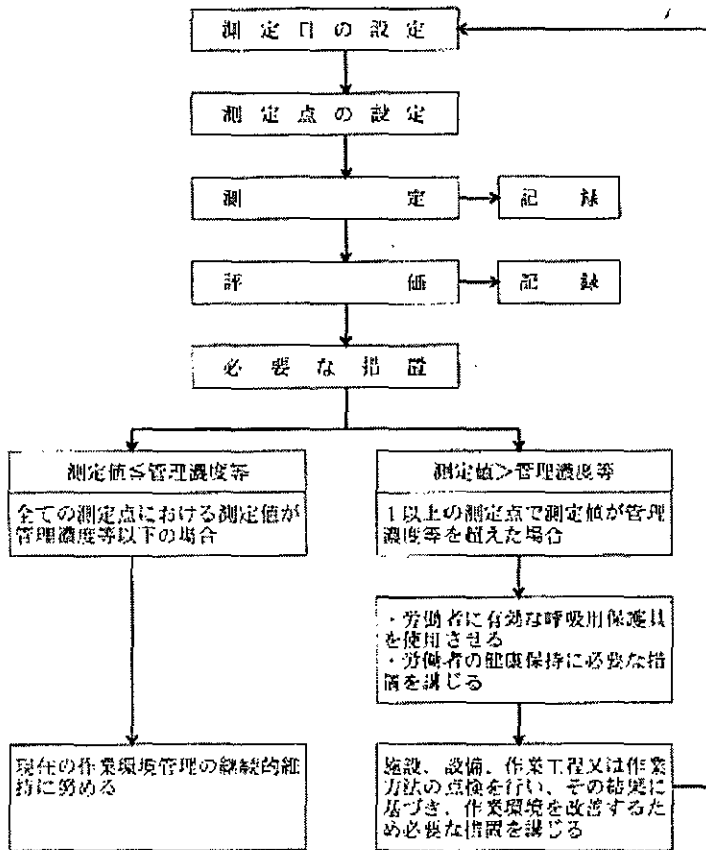 測定日の設定
測定点の設定
測定
記録
評価
記録
必要な措置
測定値≦管理濃度等
全ての測定点における測定値が
管理濃度等以下の場合
測定値>管理濃度等
1以上の測定点で測定値が管理
濃度等を超えた場合
・労働者に有効な呼吸用保護具
を使用させる
・労働者の健康保持に必要な措
置を講じる
現在の作業環境管理の継続的維
持に努める
施設、設備、作業工程又は作業
方法の点検を行い、その結果に
基づき、作業環境を改善するた
め必要な措置を講じる